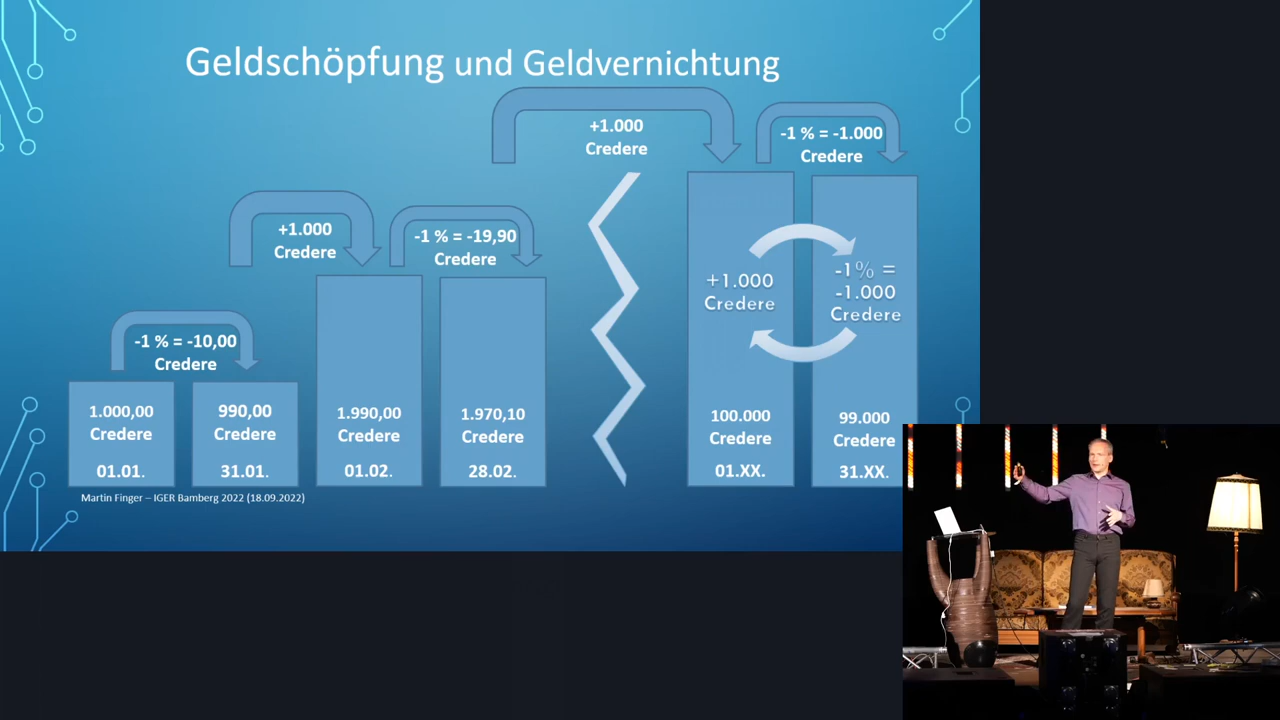 Geldschöpfung und Geldvernichtung
+1.000
Credere
-1 % = -1.000
Credere
+1.000
Credere
-1 % = -19,90
Credere
-1 % = -10,00
Credere
+1.000
Credere
-1% =
-1.000
Credere
1.000,00
Credere
01.01.
990,00
Credere
31.01.
1.990,00
Credere
01.02.
1.970,10
Credere
28.02.
100.000
Credere
01.XX.
99.000
Credere
31.XX.
Martin Finger – IGER Bamberg 2022 (18.09.2022)